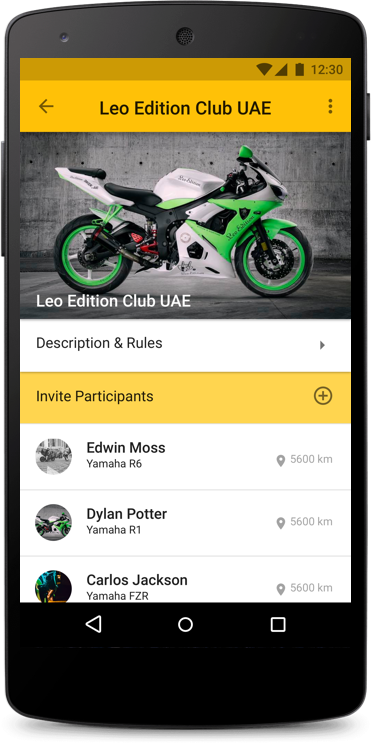 12:30
Leo Edition Club UAE
Leo Edition Club UAE
Description & Rules
Invite Participants
Edwin Moss
Yamaha R6
5600 km
Dylan Potter
Yamaha R1
5600 km
Carlos Jackson
Yamaha FZR
5600 km